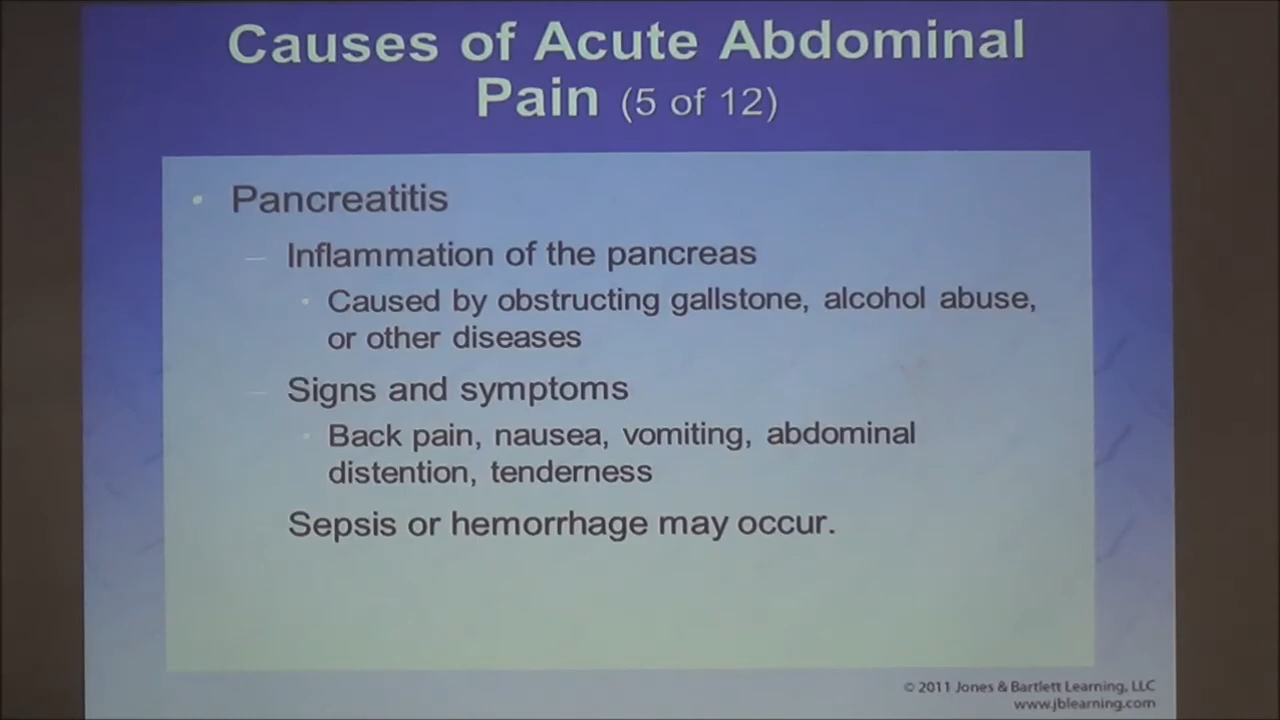 Causes of Acute Abdominal
Pain (5 of 12)
• Pancreatitis
– Inflammation of the pancreas
• Caused by obstructing gallstone, alcohol abuse,
or other diseases
– Signs and symptoms
• Back pain, nausea, vomiting, abdominal
distention, tenderness
Sepsis or hemorrhage may occur.
© 2011 Jones & Bartlett Learning, LLC
www.jblearning.com